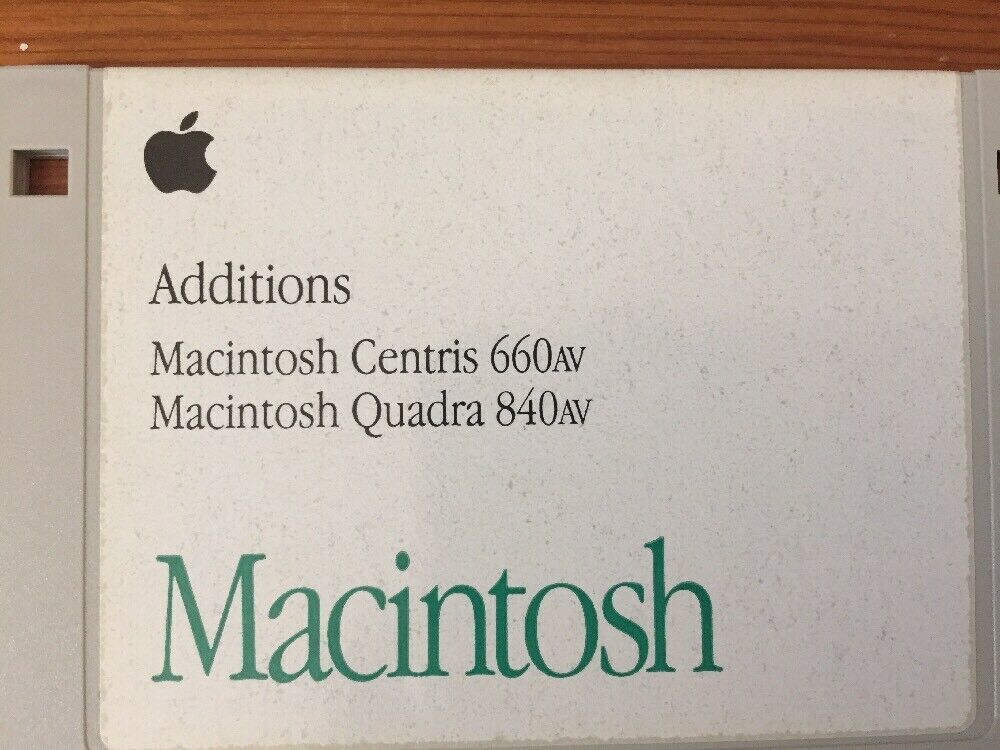 Additions
Macintosh Centris 660AV
Macintosh Quadra 840AV
Macintosh